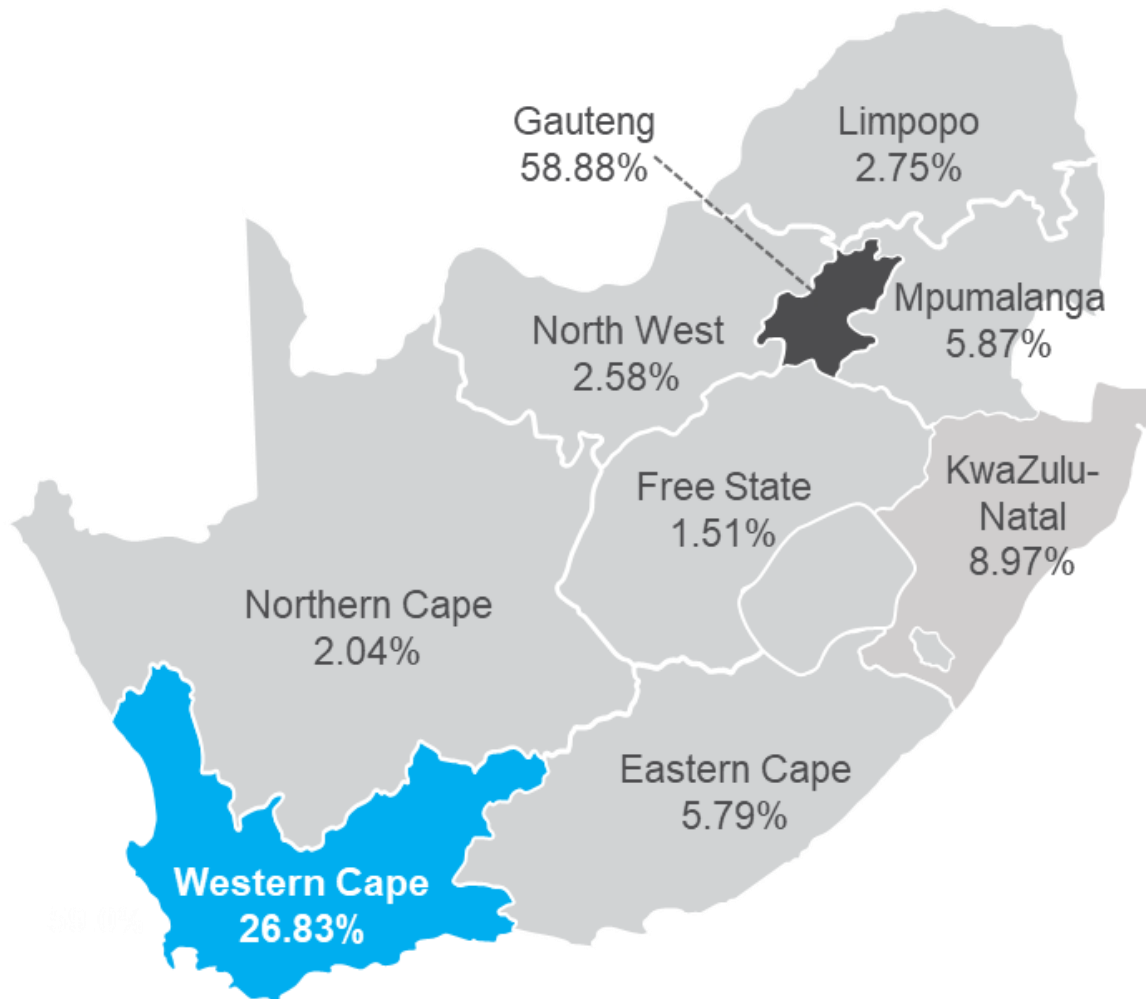 Gauteng
58.88%
Limpopo
2.75%
Mpumalanga
5.87%
North West
2.58%
KwaZulu-
Natal
8.97%
Free State
1.51%
Northern Cape
2.04%
Eastern Cape
5.79%
Western Cape
26.83%